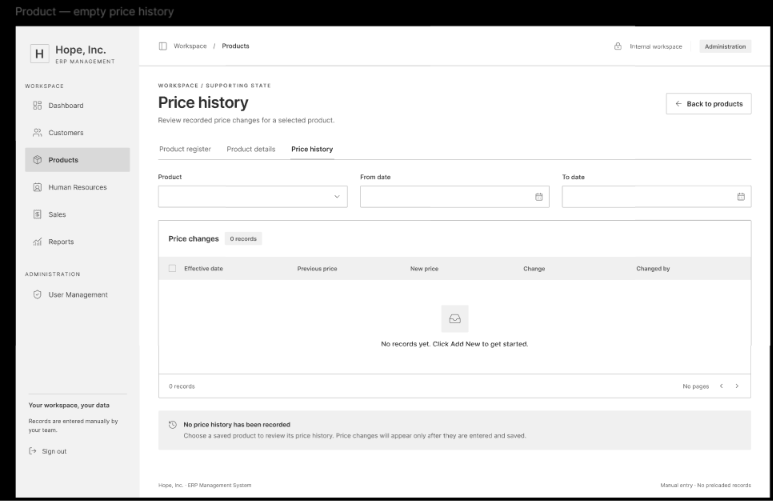 Product — empty price history
H
Hope, Inc.
ERP MANAGEMENT
WORKSPACE
Dashboard
Customers
Products
Human Resources
Sales
Reports
ADMINISTRATION
User Management
Your workspace, your data
Records are entered manually by
your team.
Sign out
Workspace / Products
Internal workspace
Administration
WORKSPACE / SUPPORTING STATE
Price history
Review recorded price changes for a selected product.
← Back to products
Product register
Product details
Price history
Product
From date
To date
Price changes
0 records
Effective date
Previous price
New price
Change
Changed by
No records yet. Click Add New to get started.
0 records
No pages
No price history has been recorded
Choose a saved product to review its price history. Price changes will appear only after they are entered and saved.
Hope, Inc. · ERP Management System
Manual entry · No preloaded records